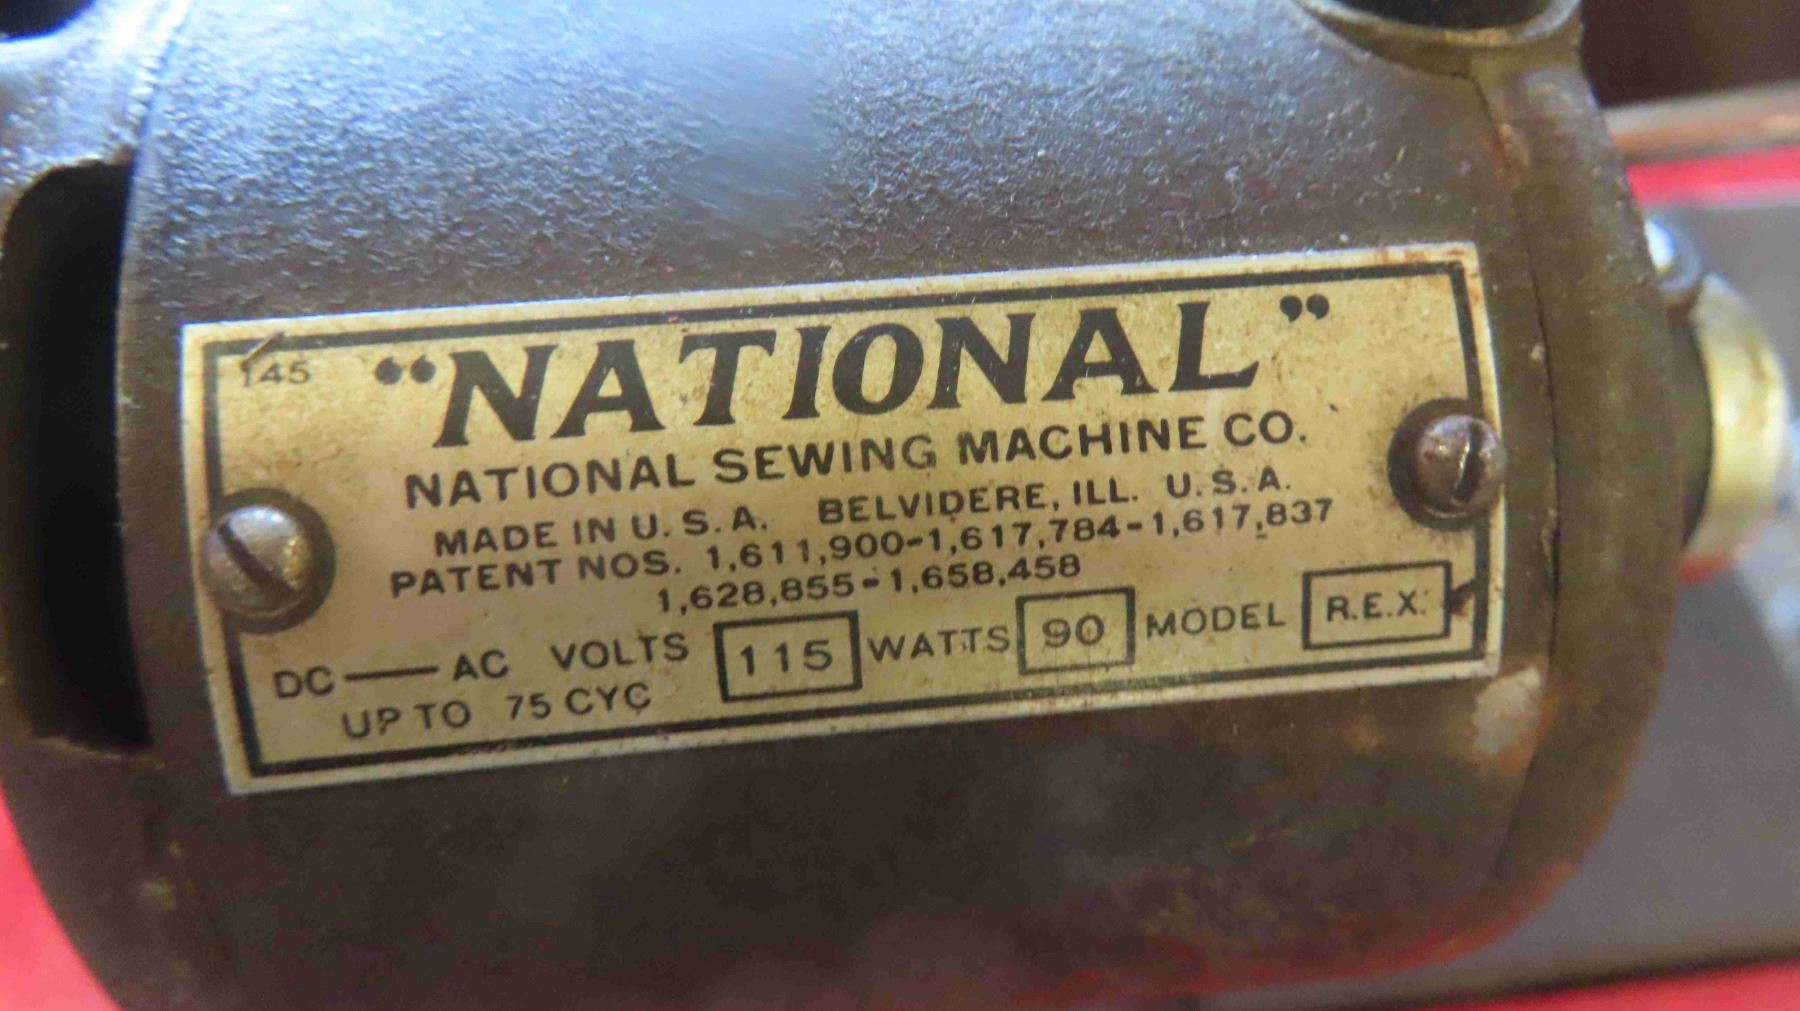 145
“NATIONAL”
NATIONAL SEWING MACHINE CO.
MADE IN U.S.A. BELVIDERE, ILL. U.S.A.
PATENT NOS. 1,611,900-1,617,784-1,617,837
1,628,855-1,658,458
DC — AC VOLTS 115 WATTS 90 MODEL R.E.X.
UP TO 75 CYC